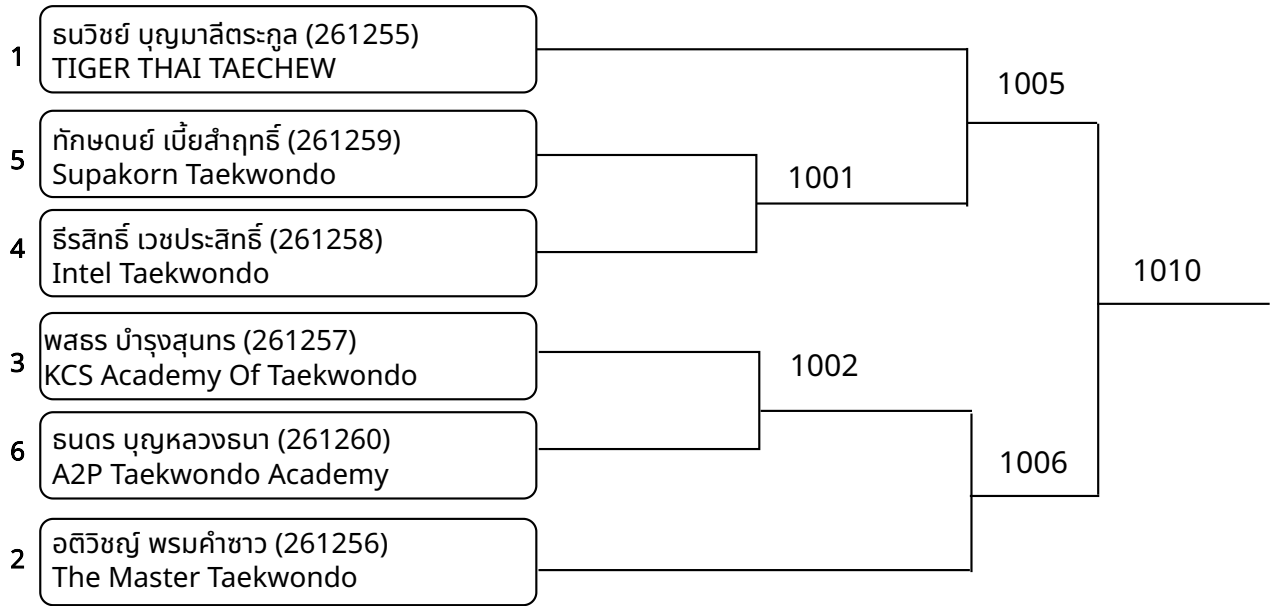 1
ธนวิชย์ บุญมาลีตระกูล (261255)
TIGER THAI TAECHEW
1005
5
ทักษดนย์ เบี้ยสำฤทธิ์ (261259)
Supakorn Taekwondo
1001
4
ธีรสิทธิ์ เวชประสิทธิ์ (261258)
Intel Taekwondo
1010
3
พสธร บำรุงสุนทร (261257)
KCS Academy Of Taekwondo
1002
6
ธนดร บุญหลวงธนา (261260)
A2P Taekwondo Academy
1006
2
อติวิชญ์ พรมคำซาว (261256)
The Master Taekwondo